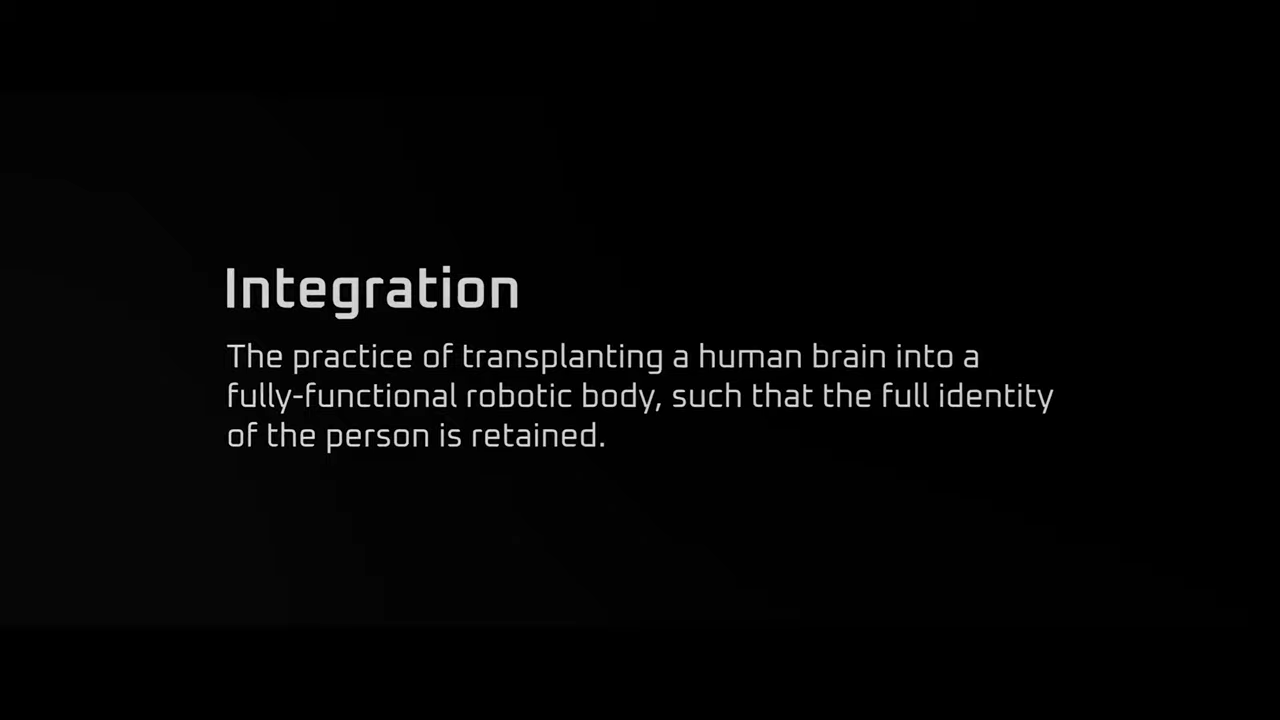 Integration
The practice of transplanting a human brain into a
fully-functional robotic body, such that the full identity
of the person is retained.